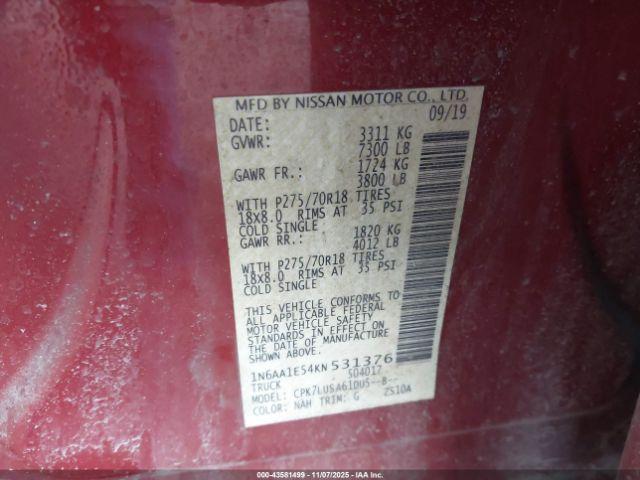 MFD BY NISSAN MOTOR CO., LTD.
DATE: 09/19
GVWR: 3311 KG
7300 LB
GAWR FR.: 1724 KG
3800 LB
WITH P275/70R18 TIRES
18X8.0 RIMS AT 35 PSI
COLD SINGLE
GAWR RR.: 1820 KG
4012 LB
WITH P275/70R18 TIRES
18X8.0 RIMS AT 35 PSI
COLD SINGLE
THIS VEHICLE CONFORMS TO
ALL APPLICABLE FEDERAL
MOTOR VEHICLE SAFETY
STANDARDS IN EFFECT ON
THE DATE OF MANUFACTURE
SHOWN ABOVE.
1N6AA1E54KN531376
TRUCK S04017
MODEL: CPK7LUSA61DU5--B--
COLOR: NAH TRIM: G ZS10A
000-43581499 — 11/07/2025 — IAAI.COM